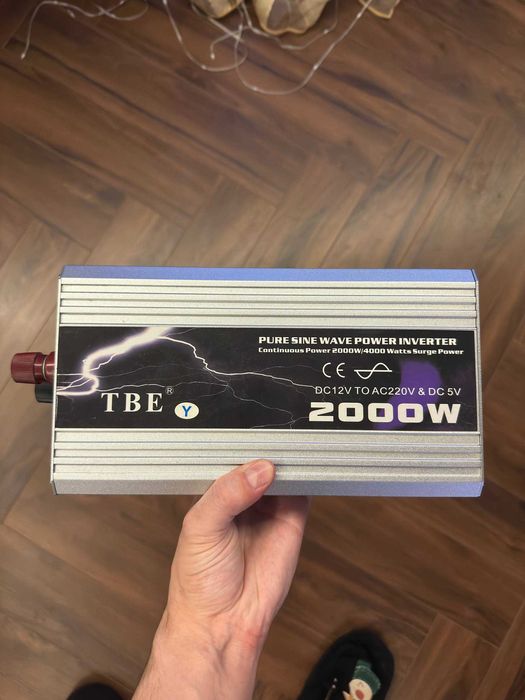 PURE SINE WAVE POWER INVERTER
Continuous Power 2000W/4000 Watts Surge Power
CE
DC12V TO AC220V & DC 5V
TBE® Y
2000W